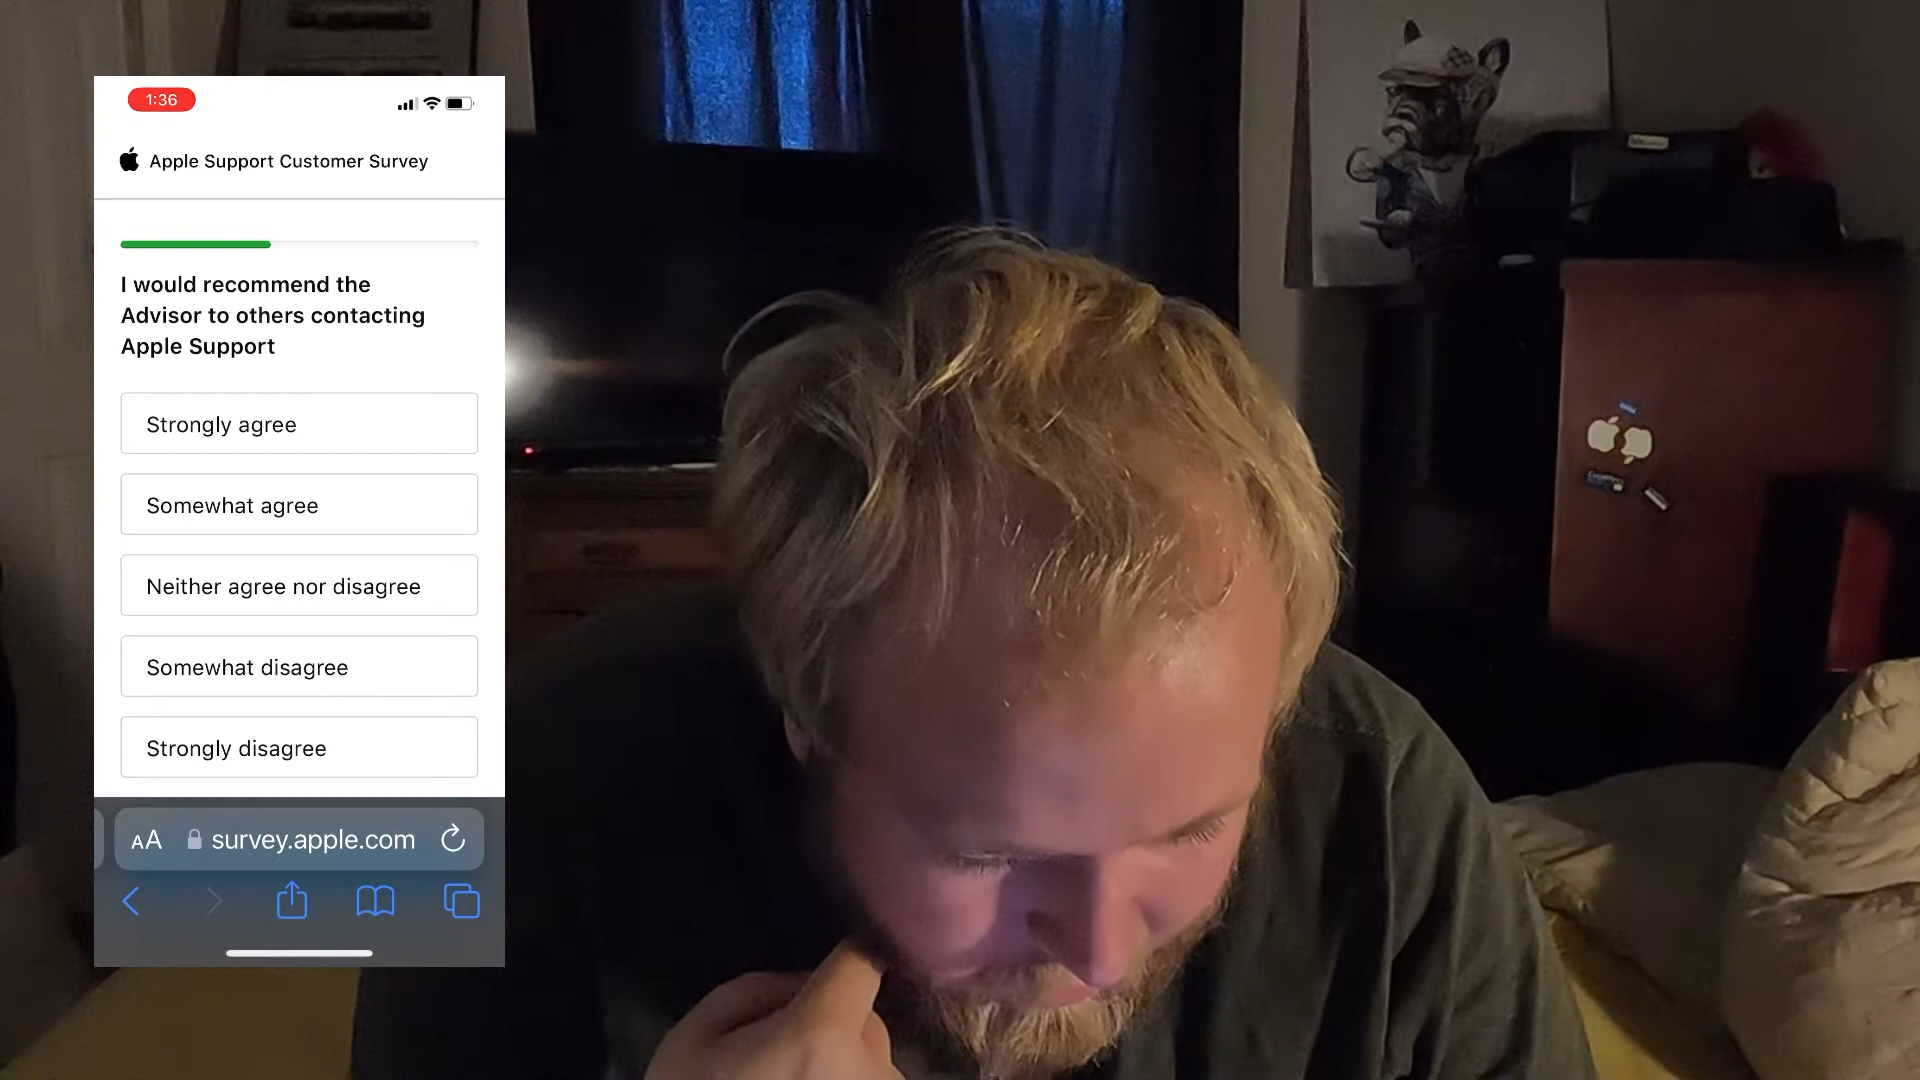 1:36
Apple Support Customer Survey
I would recommend the
Advisor to others contacting
Apple Support
Strongly agree
Somewhat agree
Neither agree nor disagree
Somewhat disagree
Strongly disagree
AA survey.apple.com